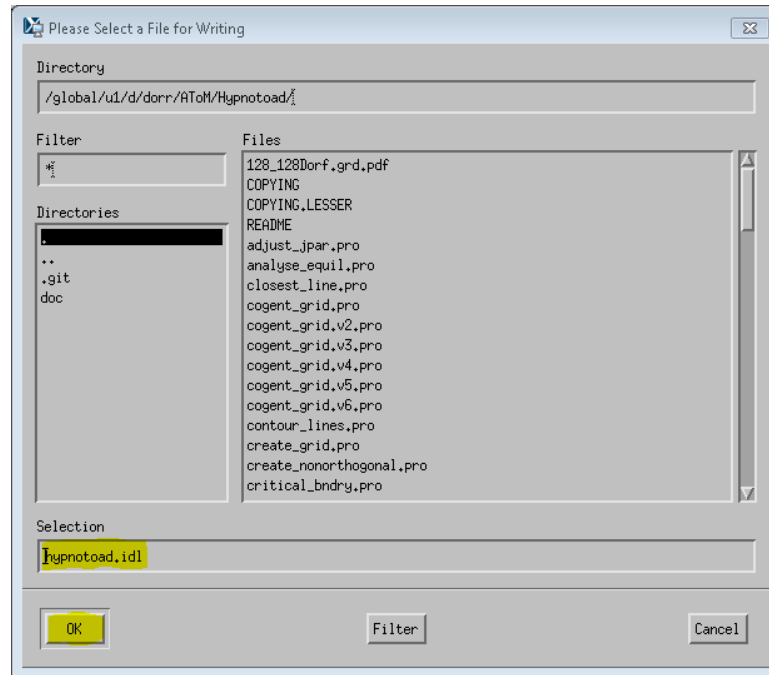 Please Select a File for Writing
Directory
/global/u1/d/dorr/AToM/Hypnotoad/
Filter
*
Directories
.
..
.git
doc
Files
128_128Dorf.grd.pdf
COPYING
COPYING.LESSER
README
adjust_jpar.pro
analyse_equil.pro
closest_line.pro
cogent_grid.pro
cogent_grid.v2.pro
cogent_grid.v3.pro
cogent_grid.v4.pro
cogent_grid.v5.pro
cogent_grid.v6.pro
contour_lines.pro
create_grid.pro
create_nonorthogonal.pro
critical_bndry.pro
Selection
hypnotoad.idl
OK
Filter
Cancel